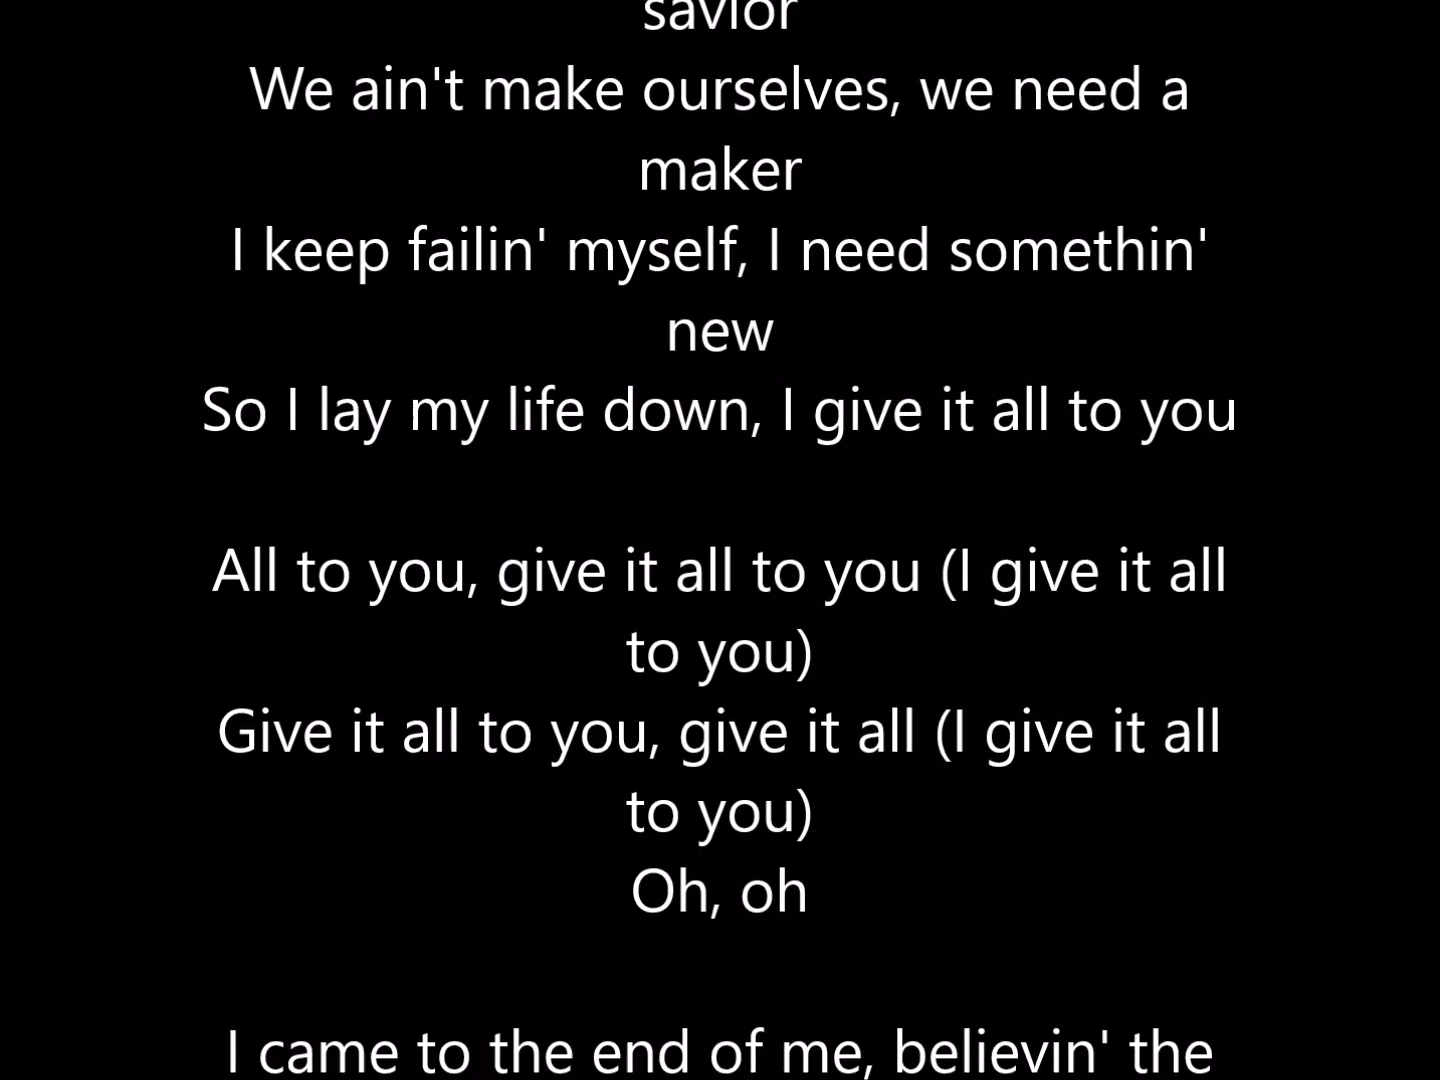 savior
We ain't make ourselves, we need a
maker
I keep failin' myself, I need somethin'
new
So I lay my life down, I give it all to you
All to you, give it all to you (I give it all
to you)
Give it all to you, give it all (I give it all
to you)
Oh, oh
I came to the end of me, believin' the